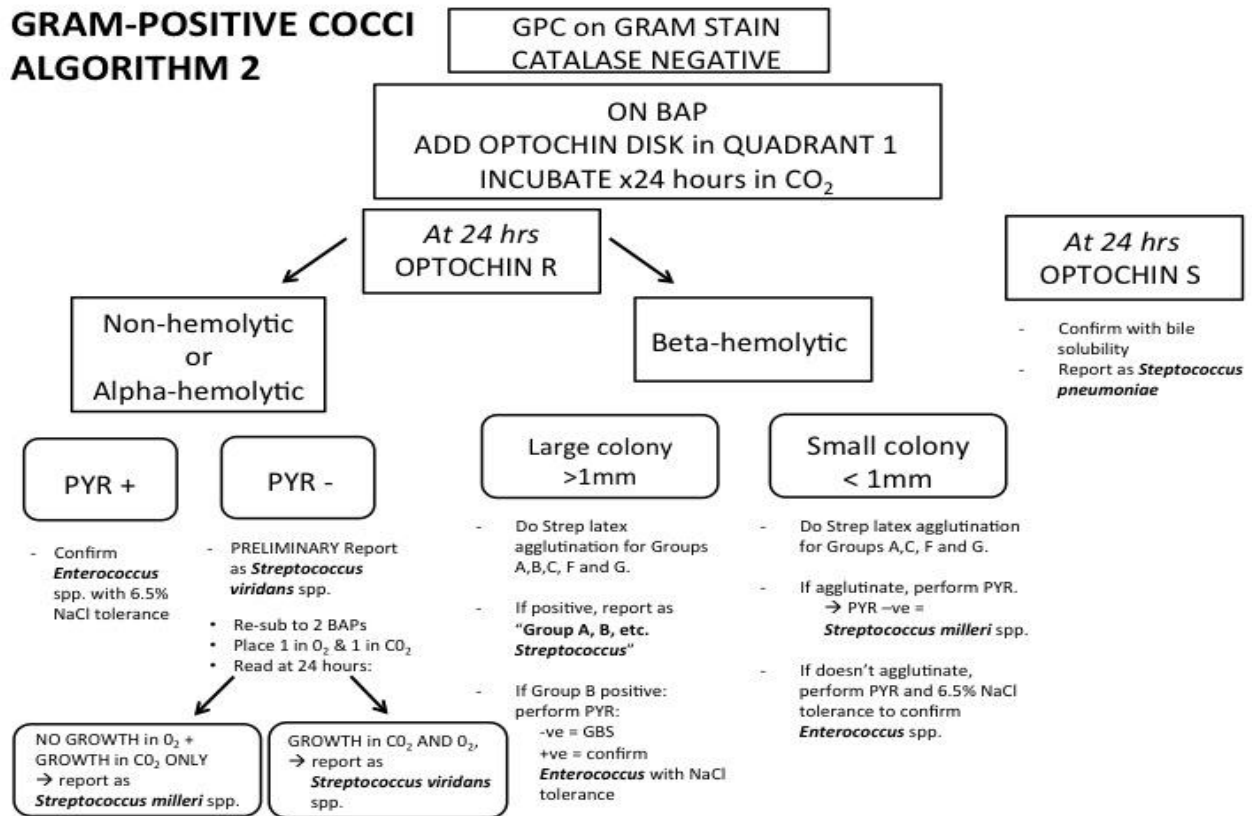 GRAM-POSITIVE COCCI
ALGORITHM 2
GPC on GRAM STAIN
CATALASE NEGATIVE
ON BAP
ADD OPTOCHIN DISK in QUADRANT 1
INCUBATE x24 hours in CO₂
At 24 hrs
OPTOCHIN R
At 24 hrs
OPTOCHIN S
- Confirm with bile
solubility
- Report as Steptococcus
pneumoniae
Non-hemolytic
or
Alpha-hemolytic
Beta-hemolytic
PYR +
- Confirm
Enterococcus
spp. with 6.5%
NaCl tolerance
PYR -
- PRELIMINARY Report
as Streptococcus
viridans spp.
• Re-sub to 2 BAPs
• Place 1 in 0₂ & 1 in C0₂
• Read at 24 hours:
NO GROWTH in 0₂ +
GROWTH in C0₂ ONLY
→ report as
Streptococcus milleri spp.
GROWTH in C0₂ AND 0₂,
→ report as
Streptococcus viridans
spp.
Large colony
>1mm
- Do Strep latex
agglutination for Groups
A,B,C, F and G.
- If positive, report as
“Group A, B, etc.
Streptococcus”
- If Group B positive:
perform PYR:
-ve = GBS
+ve = confirm
Enterococcus with NaCl
tolerance
Small colony
< 1mm
- Do Strep latex agglutination
for Groups A,C, F and G.
- If agglutinate, perform PYR.
→ PYR –ve =
Streptococcus milleri spp.
- If doesn’t agglutinate,
perform PYR and 6.5% NaCl
tolerance to confirm
Enterococcus spp.